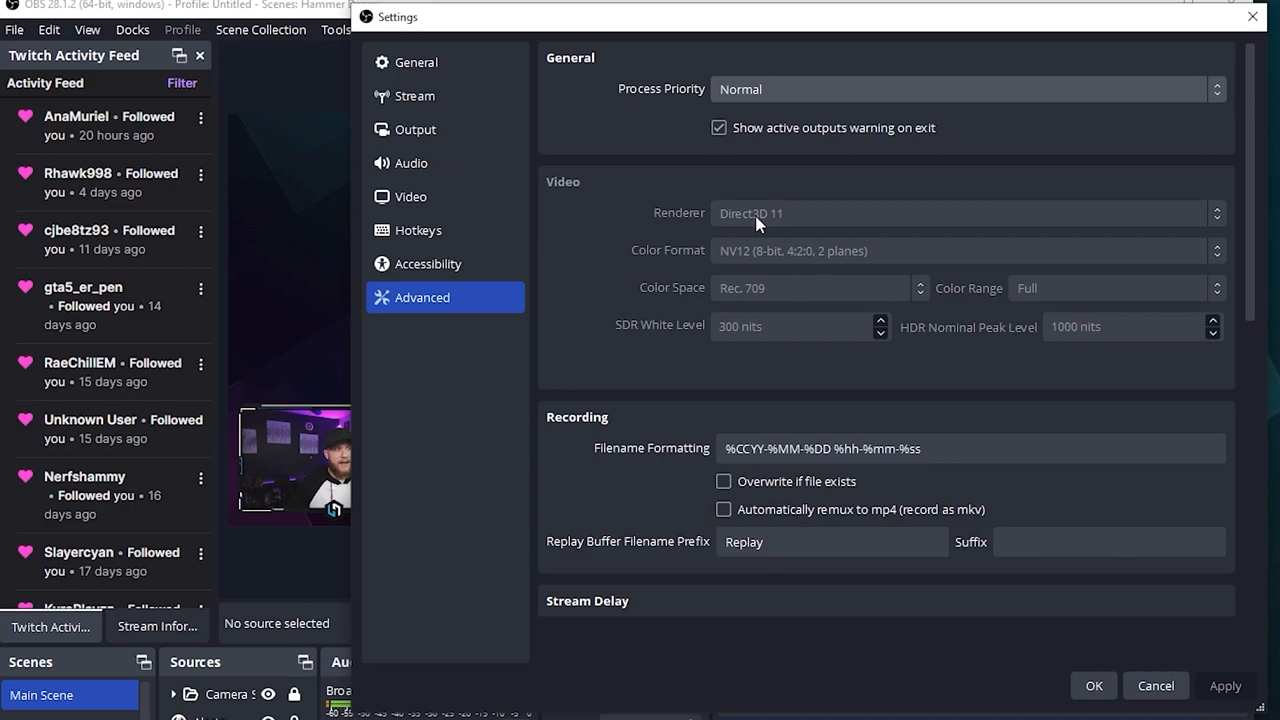 OBS 28.1.2 (64-bit, windows) - Profile: Untitled - Scenes: Hammer
File Edit View Docks Profile Scene Collection Tools
Twitch Activity Feed
Activity Feed Filter
AnaMuriel • Followed
you • 20 hours ago
Rhawk998 • Followed
you • 4 days ago
cjbe8tz93 • Followed
you • 11 days ago
gta5_er_pen
• Followed you • 14
days ago
RaeChillEM • Followed
you • 15 days ago
Unknown User • Followed
you • 15 days ago
Nerfshammy
• Followed you • 16
days ago
Slayercyan • Followed
you • 17 days ago
Twitch Activi... Stream Infor... No source selected
Scenes Sources Au
Main Scene Camera S Broa
Settings
General
Stream
Output
Audio
Video
Hotkeys
Accessibility
Advanced
General
Process Priority Normal
Show active outputs warning on exit
Video
Renderer Direct3D 11
Color Format NV12 (8-bit, 4:2:0, 2 planes)
Color Space Rec. 709 Color Range Full
SDR White Level 300 nits HDR Nominal Peak Level 1000 nits
Recording
Filename Formatting %CCYY-%MM-%DD %hh-%mm-%ss
Overwrite if file exists
Automatically remux to mp4 (record as mkv)
Replay Buffer Filename Prefix Replay Suffix
Stream Delay
OK Cancel Apply